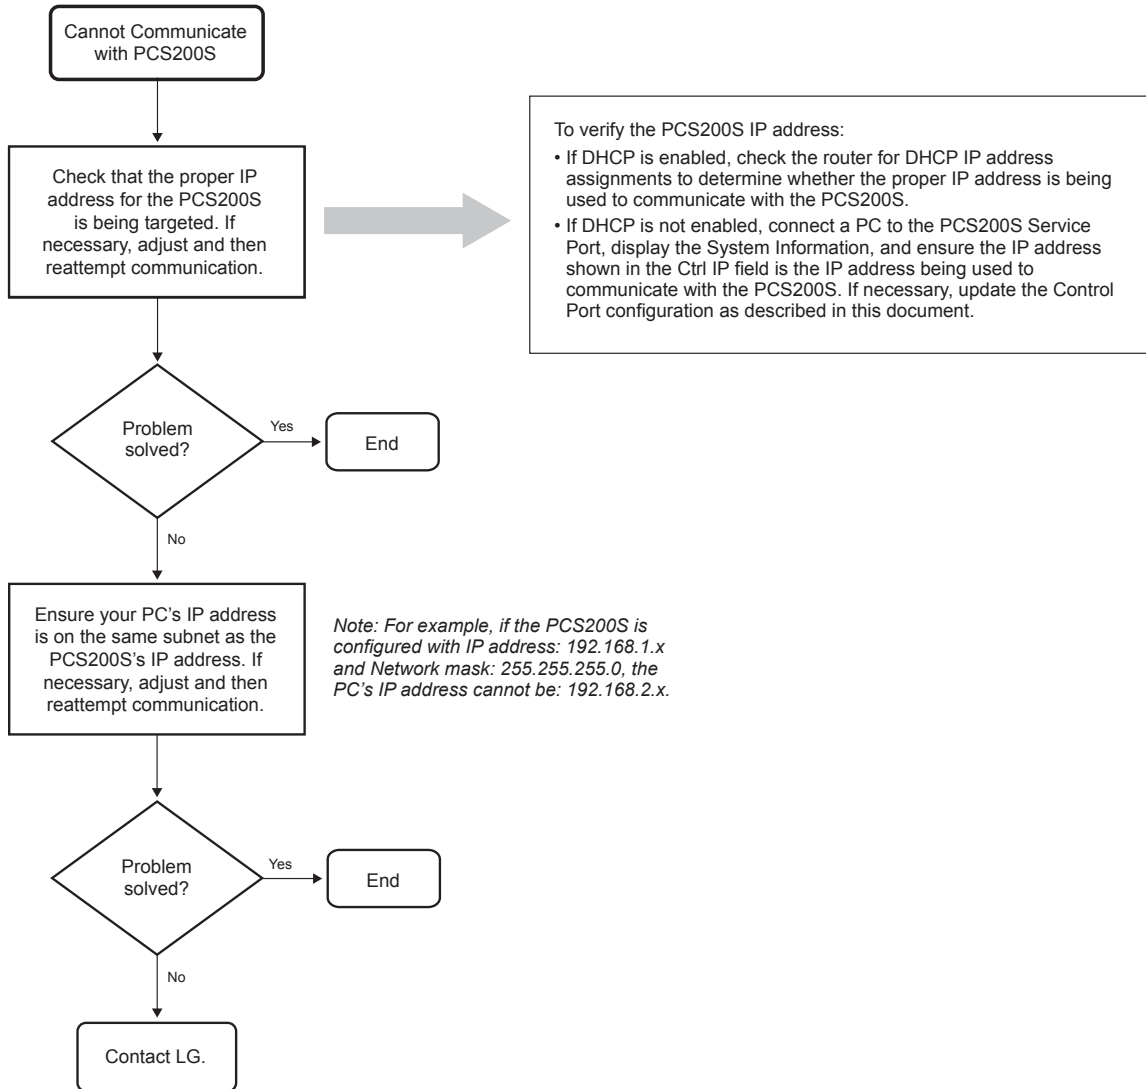 Cannot Communicate
with PCS200S
Check that the proper IP
address for the PCS200S
is being targeted. If
necessary, adjust and then
reattempt communication.
To verify the PCS200S IP address:
• If DHCP is enabled, check the router for DHCP IP address
assignments to determine whether the proper IP address is being
used to communicate with the PCS200S.
• If DHCP is not enabled, connect a PC to the PCS200S Service
Port, display the System Information, and ensure the IP address
shown in the Ctrl IP field is the IP address being used to
communicate with the PCS200S. If necessary, update the Control
Port configuration as described in this document.
Problem
solved?
Yes
End
No
Ensure your PC’s IP address
is on the same subnet as the
PCS200S’s IP address. If
necessary, adjust and then
reattempt communication.
Note: For example, if the PCS200S is
configured with IP address: 192.168.1.x
and Network mask: 255.255.255.0, the
PC’s IP address cannot be: 192.168.2.x.
Problem
solved?
Yes
End
No
Contact LG.